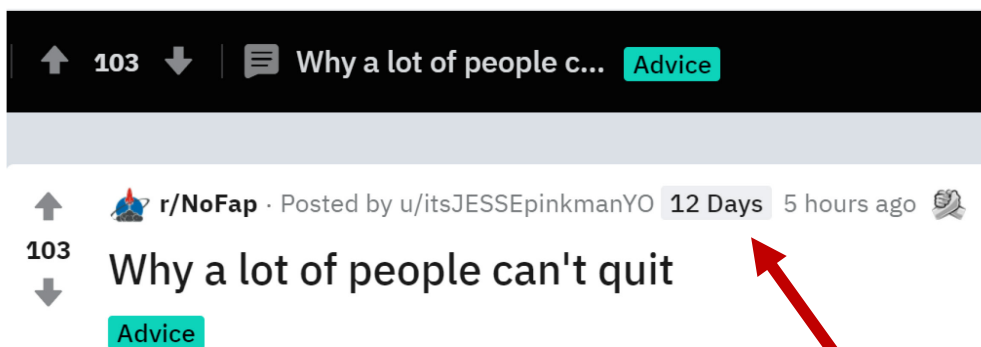 103 Why a lot of people c... Advice
r/NoFap · Posted by u/itsJESSEpinkmanYO 12 Days 5 hours ago
103
Why a lot of people can't quit
Advice